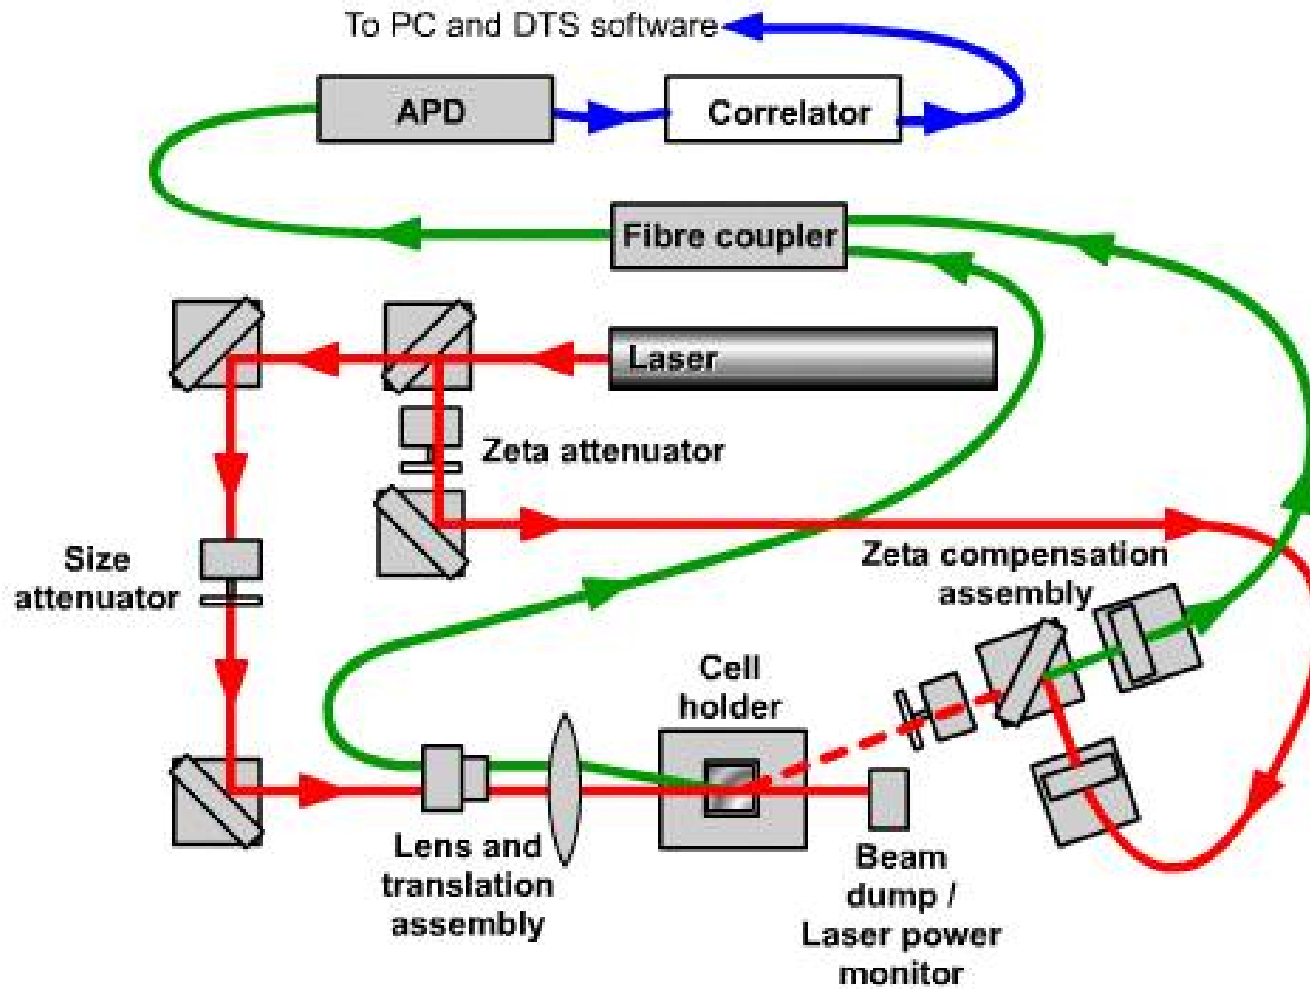 To PC and DTS software
APD
Correlator
Fibre coupler
Laser
Zeta attenuator
Size
attenuator
Zeta compensation
assembly
Cell
holder
Lens and
translation
assembly
Beam
dump /
Laser power
monitor